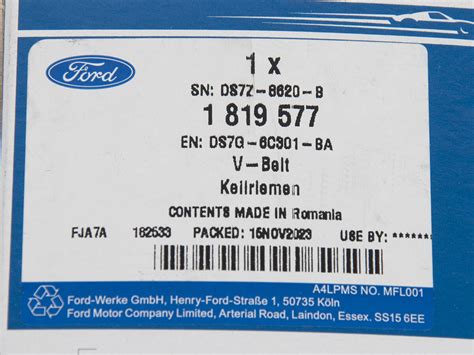 Ford
1 x
SN: DS7Z-8620-B
1 819 577
EN: DS7G-6C301-BA
V-Belt
Keilriemen
CONTENTS MADE IN Romania
FJA7A 182533 PACKED: 15NOV2023 USE BY: ******
A4LPMS NO. MFL001
Ford-Werke GmbH, Henry-Ford-Straße 1, 50735 Köln
Ford Motor Company Limited, Arterial Road, Laindon, Essex. SS15 6EE